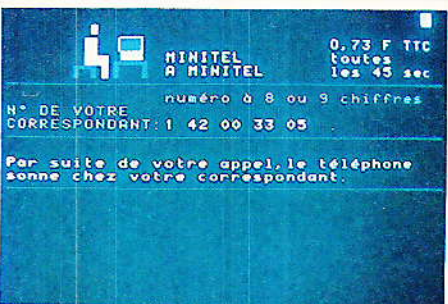 MINITEL
A MINITEL
0,73 F TTC
toutes
les 45 sec
numéro à 8 ou 9 chiffres
N° DE VOTRE
CORRESPONDANT: 1 42 00 33 05
Par suite de votre appel, le téléphone
sonne chez votre correspondant.